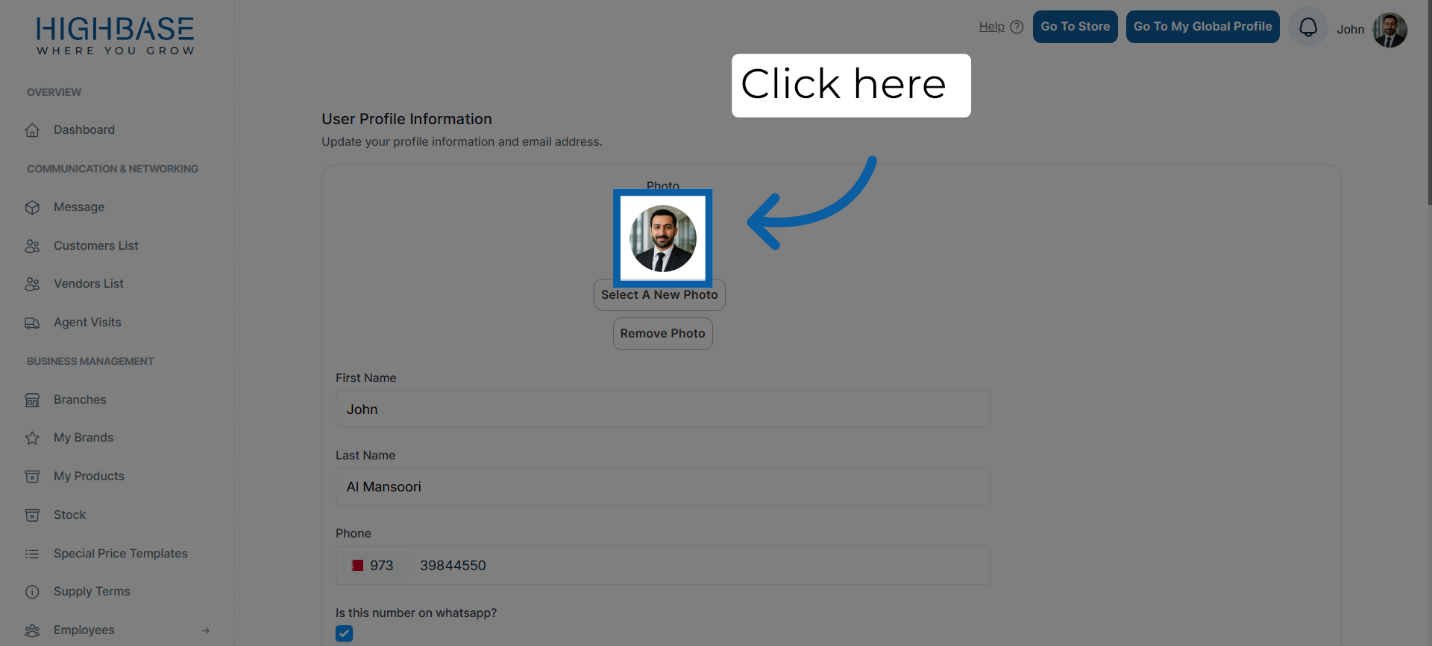 HIGHBASE
WHERE YOU GROW
Help
Go To Store
Go To My Global Profile
John
Click here
OVERVIEW
Dashboard
COMMUNICATION & NETWORKING
Message
Customers List
Vendors List
Agent Visits
BUSINESS MANAGEMENT
Branches
My Brands
My Products
Stock
Special Price Templates
Supply Terms
Employees
User Profile Information
Update your profile information and email address.
Photo
Select A New Photo
Remove Photo
First Name
John
Last Name
Al Mansoori
Phone
973 39844550
Is this number on whatsapp?